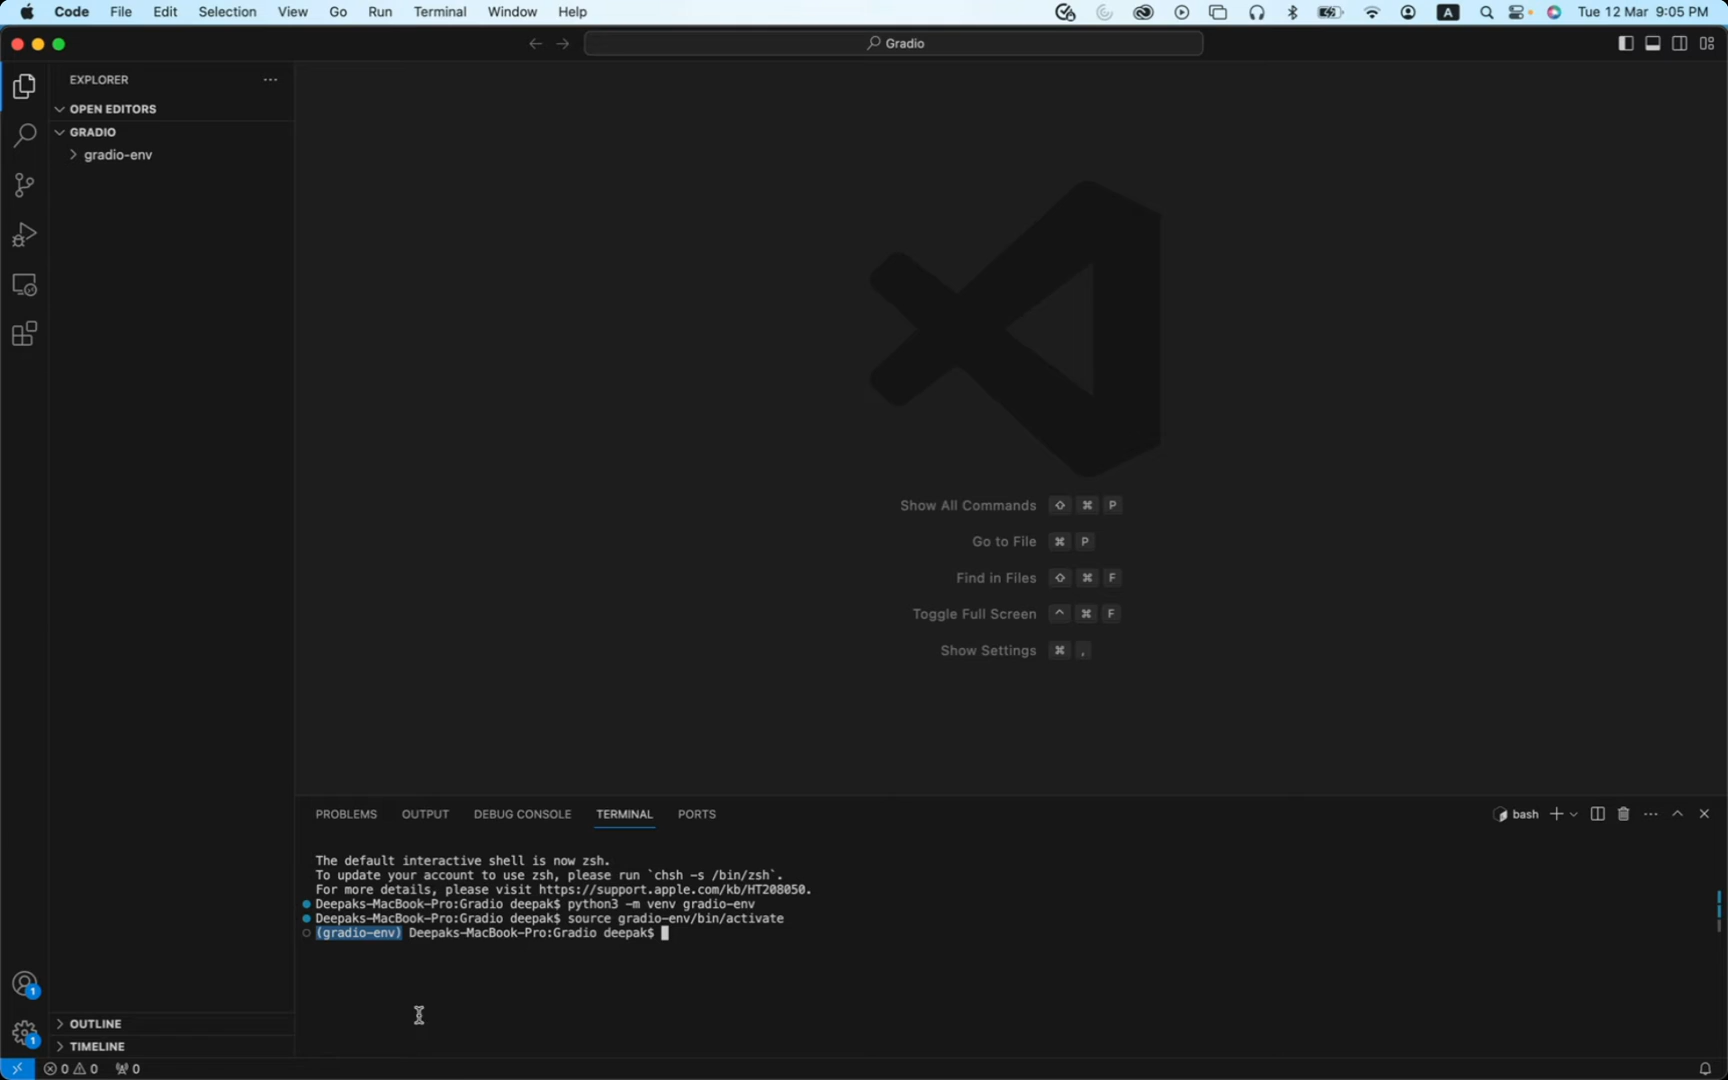 Code File Edit Selection View Go Run Terminal Window Help A Tue 12 Mar 9:05 PM
Gradio
EXPLORER
OPEN EDITORS
GRADIO
gradio-env
Show All Commands ⇧ ⌘ P
Go to File ⌘ P
Find in Files ⇧ ⌘ F
Toggle Full Screen ^ ⌘ F
Show Settings ⌘ ,
PROBLEMS OUTPUT DEBUG CONSOLE TERMINAL PORTS bash
The default interactive shell is now zsh.
To update your account to use zsh, please run `chsh -s /bin/zsh`.
For more details, please visit https://support.apple.com/kb/HT208050.
Deepaks-MacBook-Pro:Gradio deepak$ python3 -m venv gradio-env
Deepaks-MacBook-Pro:Gradio deepak$ source gradio-env/bin/activate
(gradio-env) Deepaks-MacBook-Pro:Gradio deepak$
1
1
OUTLINE
TIMELINE
0 0 0